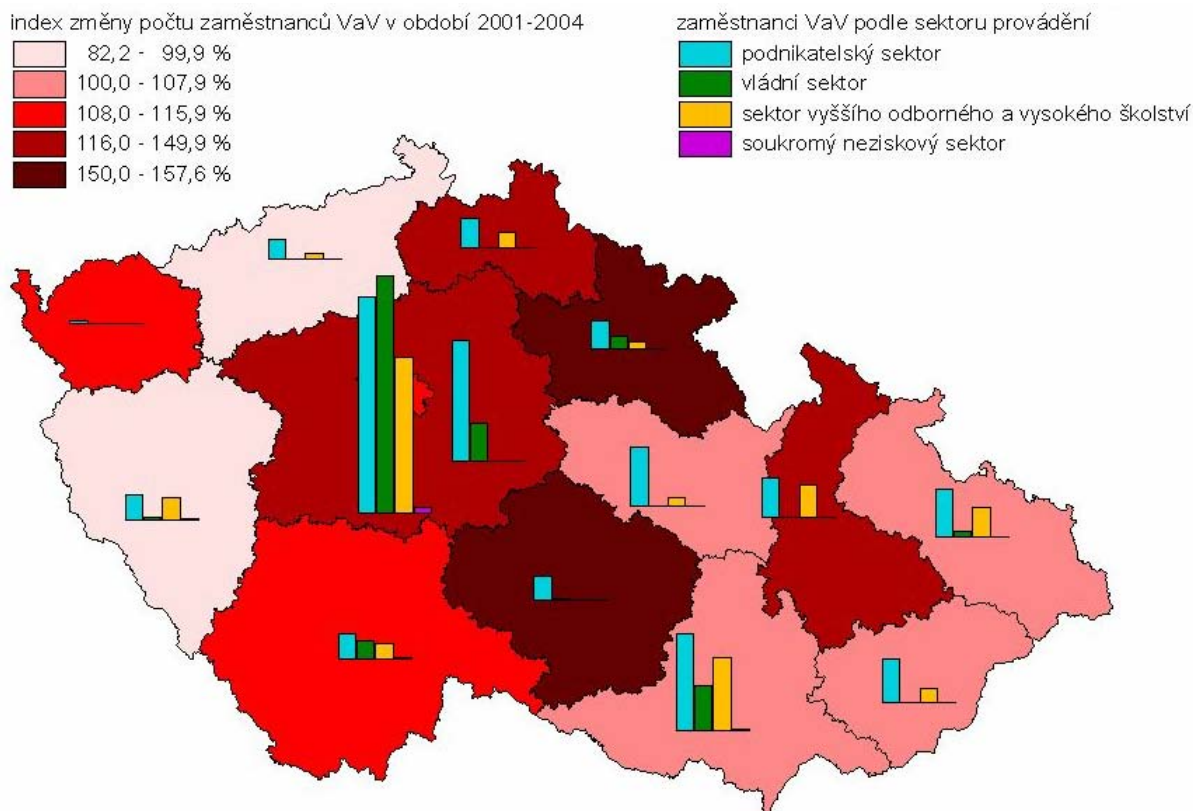 index změny počtu zaměstnanců VaV v období 2001-2004
82,2 - 99,9 %
100,0 - 107,9 %
108,0 - 115,9 %
116,0 - 149,9 %
150,0 - 157,6 %
zaměstnanci VaV podle sektoru provádění
podnikatelský sektor
vládní sektor
sektor vyššího odborného a vysokého školství
soukromý neziskový sektor